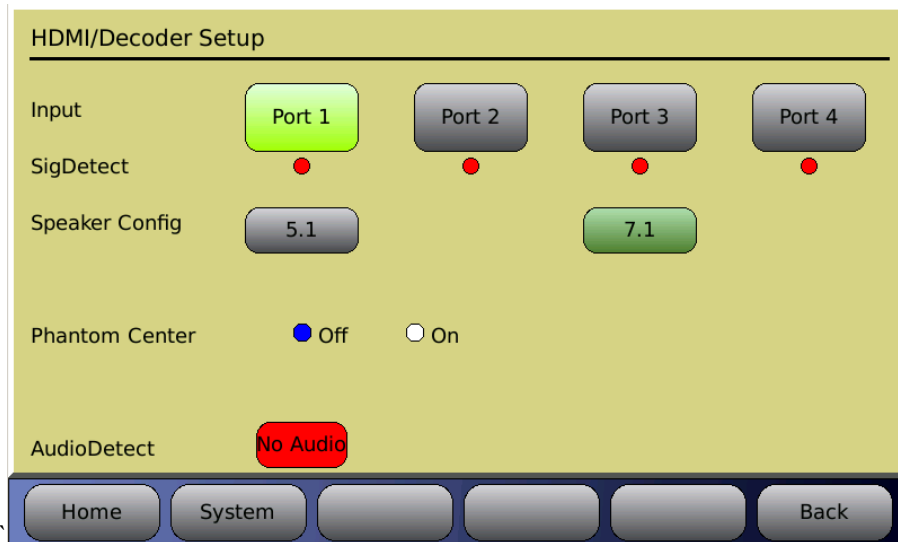 HDMI/Decoder Setup
Input Port 1 Port 2 Port 3 Port 4
SigDetect
Speaker Config 5.1 7.1
Phantom Center Off On
AudioDetect No Audio
Home System Back